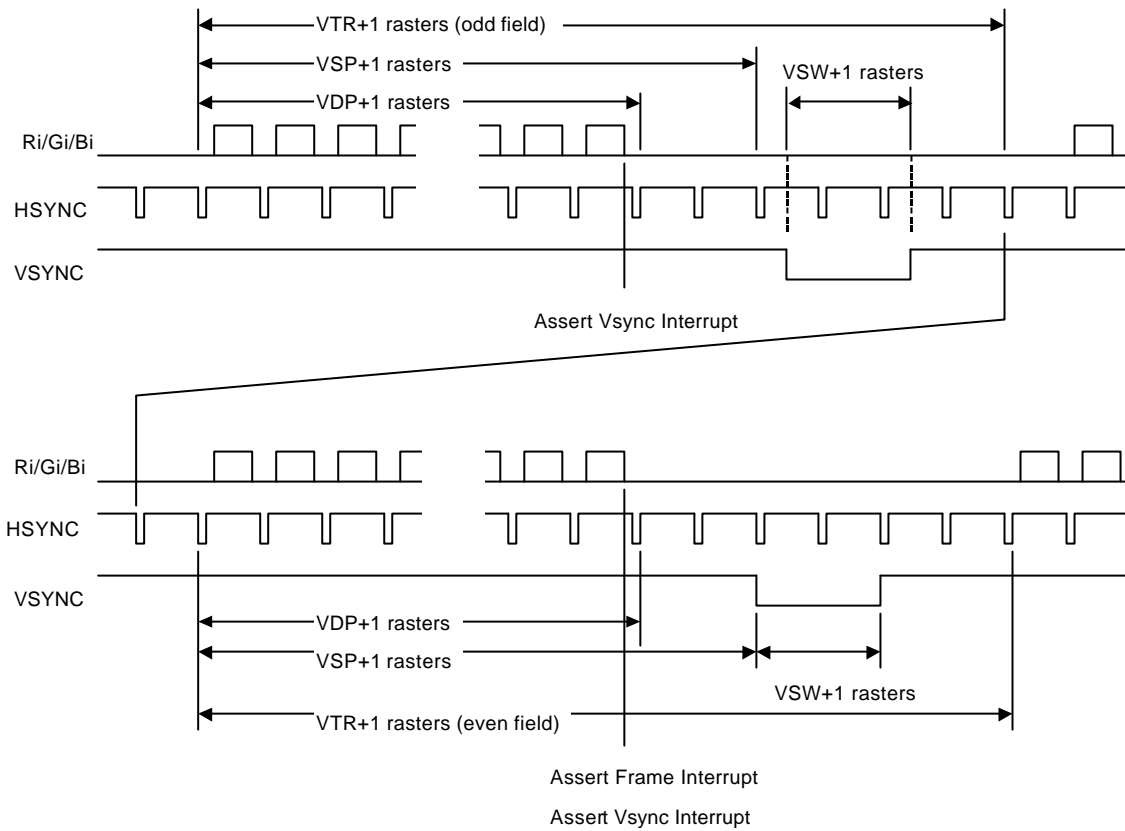 VTR+1 rasters (odd field)
VSP+1 rasters
VSW+1 rasters
VDP+1 rasters
Ri/Gi/Bi
HSYNC
VSYNC
Assert Vsync Interrupt
Ri/Gi/Bi
HSYNC
VSYNC
VDP+1 rasters
VSP+1 rasters
VSW+1 rasters
VTR+1 rasters (even field)
Assert Frame Interrupt
Assert Vsync Interrupt